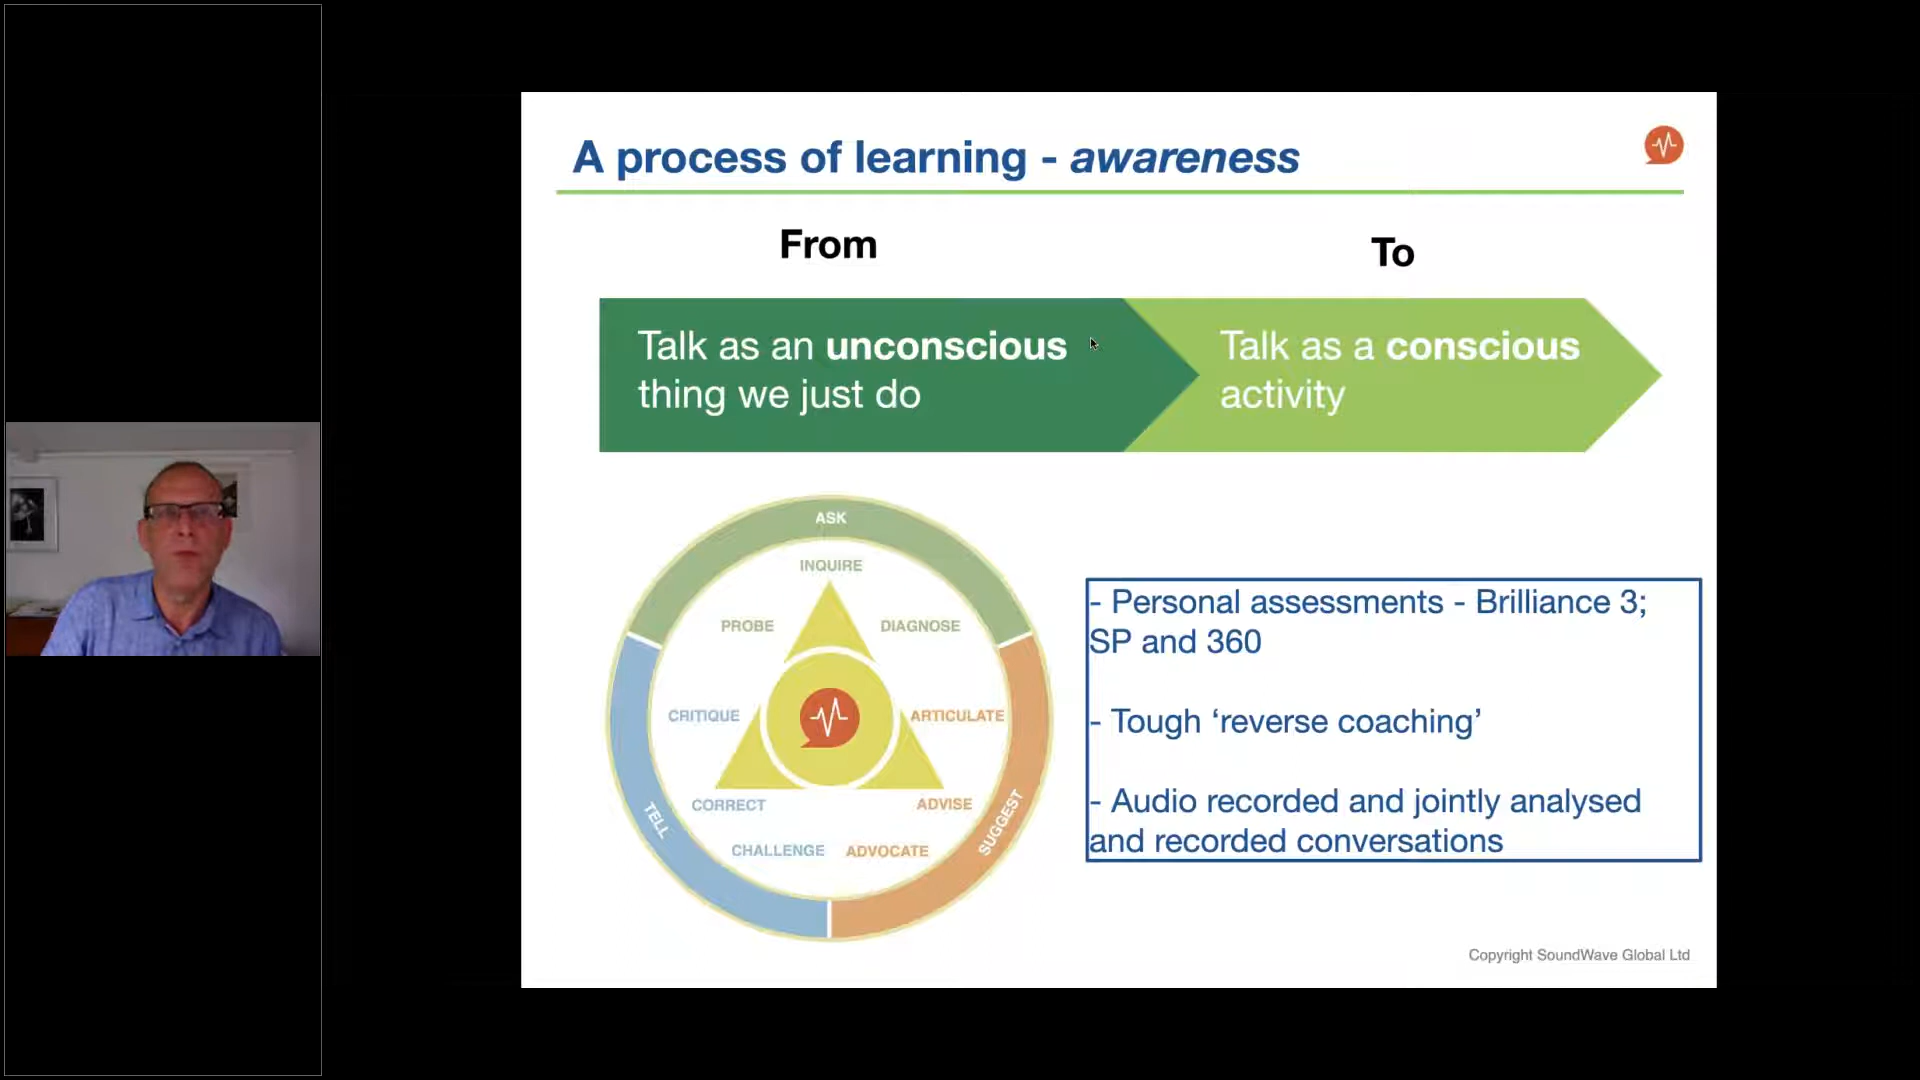 A process of learning - awareness
From
To
Talk as an unconscious
thing we just do
Talk as a conscious
activity
ASK
INQUIRE
PROBE
DIAGNOSE
CRITIQUE
ARTICULATE
CORRECT
ADVISE
TELL
SUGGEST
CHALLENGE
ADVOCATE
- Personal assessments - Brilliance 3;
SP and 360
- Tough ‘reverse coaching’
- Audio recorded and jointly analysed
and recorded conversations
Copyright SoundWave Global Ltd